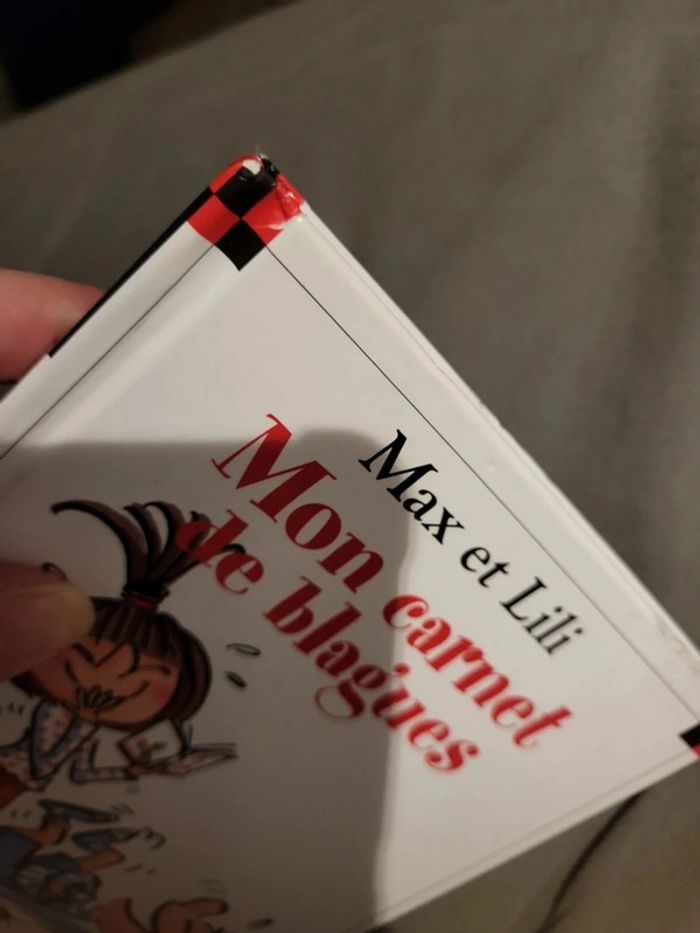 Max et Lili
Mon carnet
de blagues